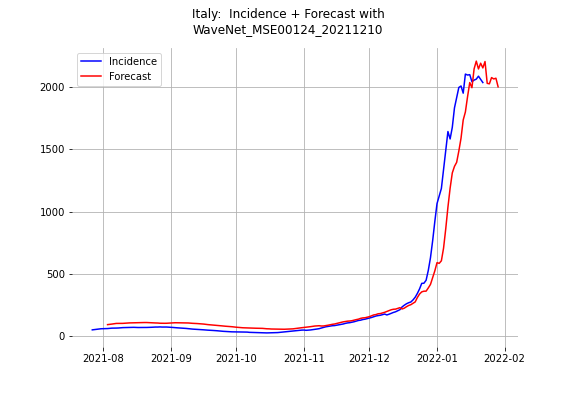 Italy:  Incidence + Forecast with
WaveNet_MSE00124_20211210
Incidence
Forecast
2000
1500
1000
500
0
2021-08 2021-09 2021-10 2021-11 2021-12 2022-01 2022-02